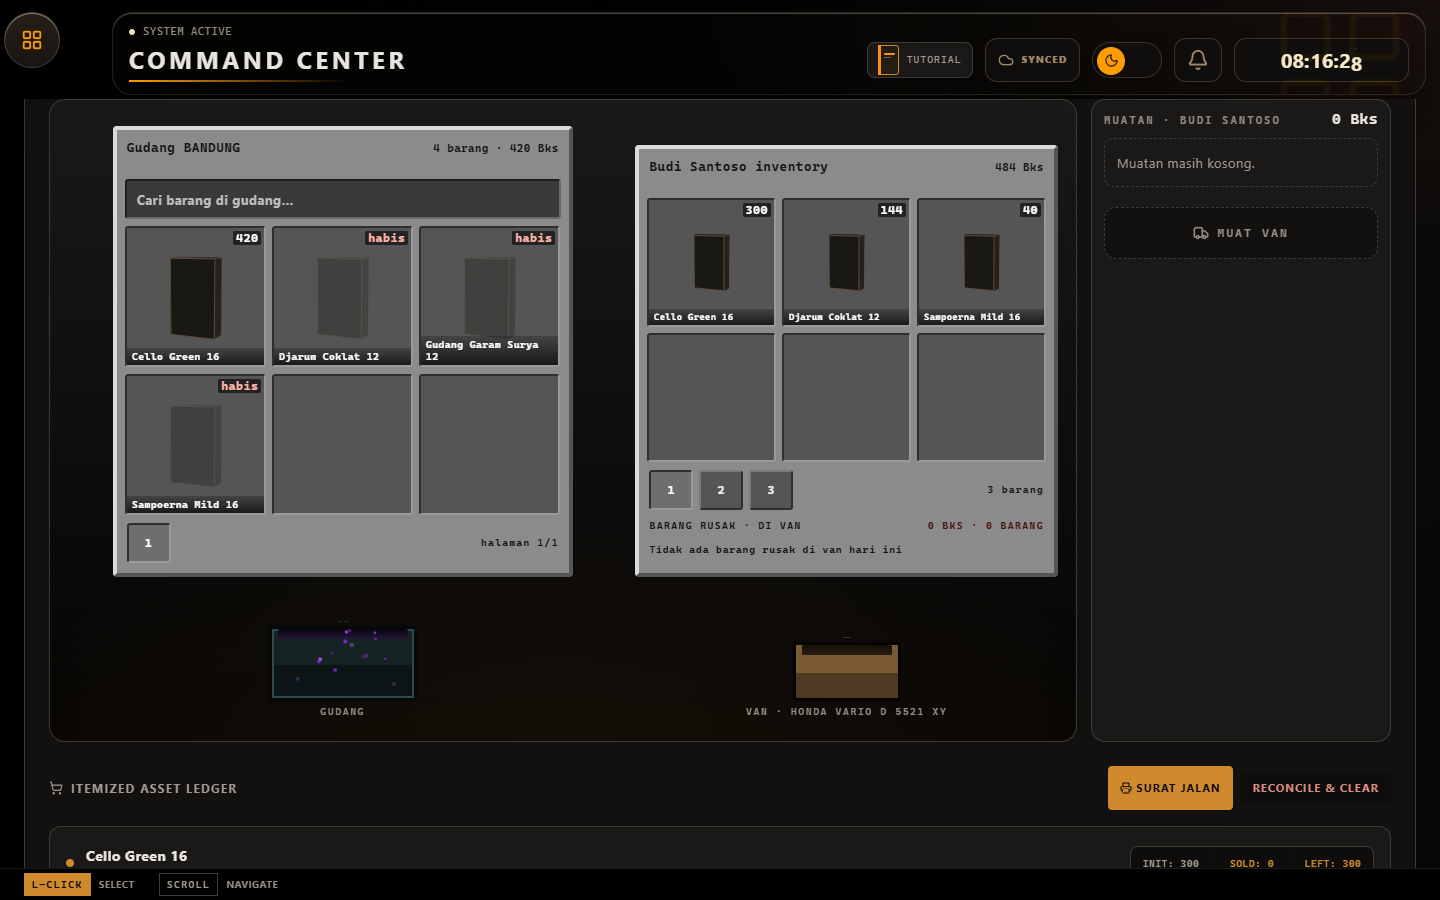 SYSTEM ACTIVE
COMMAND CENTER
TUTORIAL
SYNCED
08:16:28
Gudang BANDUNG
4 barang · 420 Bks
Cari barang di gudang...
420
habis
habis
Cello Green 16
Djarum Coklat 12
Gudang Garam Surya
12
habis
Sampoerna Mild 16
1
halaman 1/1
Budi Santoso inventory
484 Bks
300
144
40
Cello Green 16
Djarum Coklat 12
Sampoerna Mild 16
1
2
3
3 barang
BARANG RUSAK · DI VAN
0 BKS · 0 BARANG
Tidak ada barang rusak di van hari ini
GUDANG
VAN · HONDA VARIO D 5521 XY
MUATAN · BUDI SANTOSO
0 Bks
Muatan masih kosong.
MUAT VAN
ITEMIZED ASSET LEDGER
SURAT JALAN
RECONCILE & CLEAR
Cello Green 16
INIT: 300
SOLD: 0
LEFT: 300
L-CLICK
SELECT
SCROLL
NAVIGATE